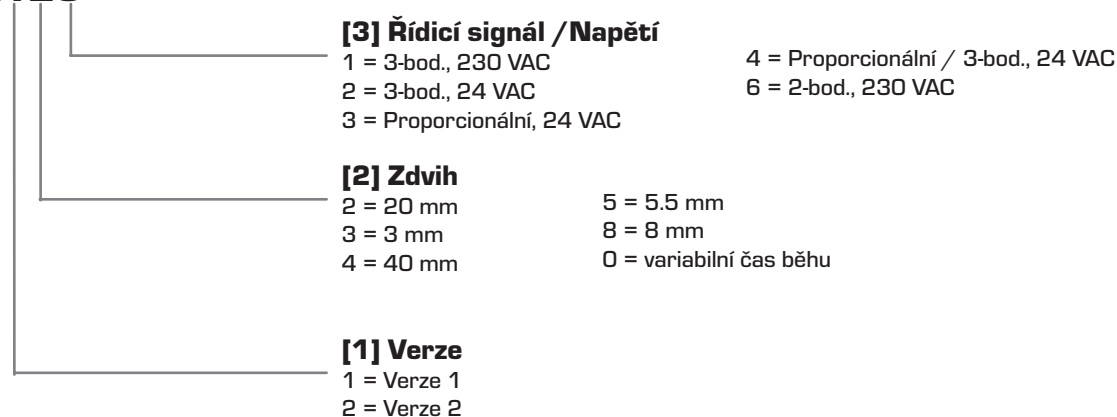 [3] Řídicí signál /Napětí
1 = 3-bod., 230 VAC
2 = 3-bod., 24 VAC
3 = Proporcionální, 24 VAC
4 = Proporcionální / 3-bod., 24 VAC
6 = 2-bod., 230 VAC
[2] Zdvih
2 = 20 mm
3 = 3 mm
4 = 40 mm
5 = 5.5 mm
8 = 8 mm
0 = variabilní čas běhu
[1] Verze
1 = Verze 1
2 = Verze 2